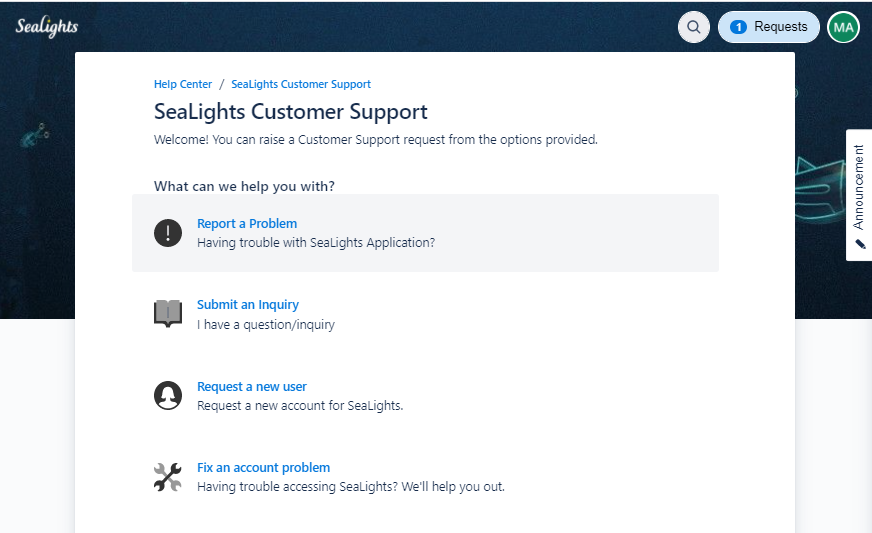 SeaLights
1 Requests
MA
Help Center / SeaLights Customer Support
SeaLights Customer Support
Welcome! You can raise a Customer Support request from the options provided.
What can we help you with?
Report a Problem
Having trouble with SeaLights Application?
Submit an Inquiry
I have a question/inquiry
Request a new user
Request a new account for SeaLights.
Fix an account problem
Having trouble accessing SeaLights? We'll help you out.
Announcement